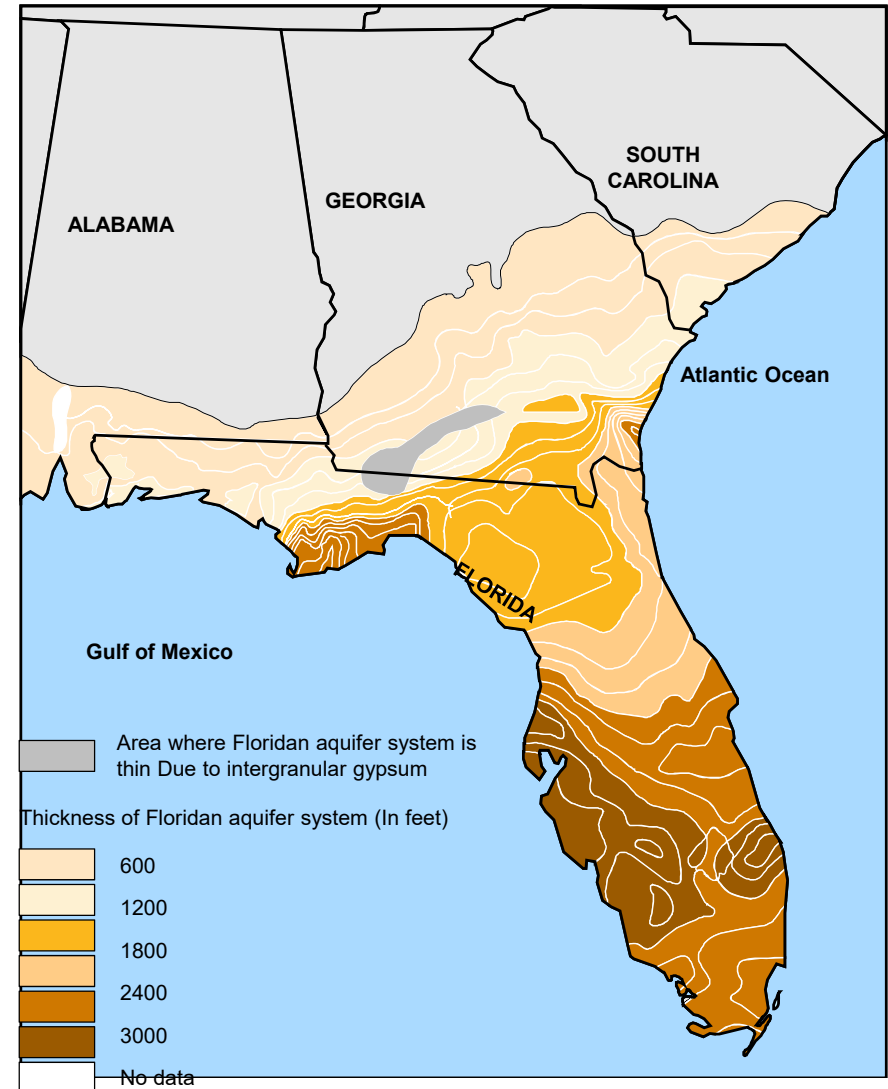 SOUTH
CAROLINA
GEORGIA
ALABAMA
Atlantic Ocean
FLORIDA
Gulf of Mexico
Area where Floridan aquifer system is
thin Due to intergranular gypsum
Thickness of Floridan aquifer system (In feet)
600
1200
1800
2400
3000
No data